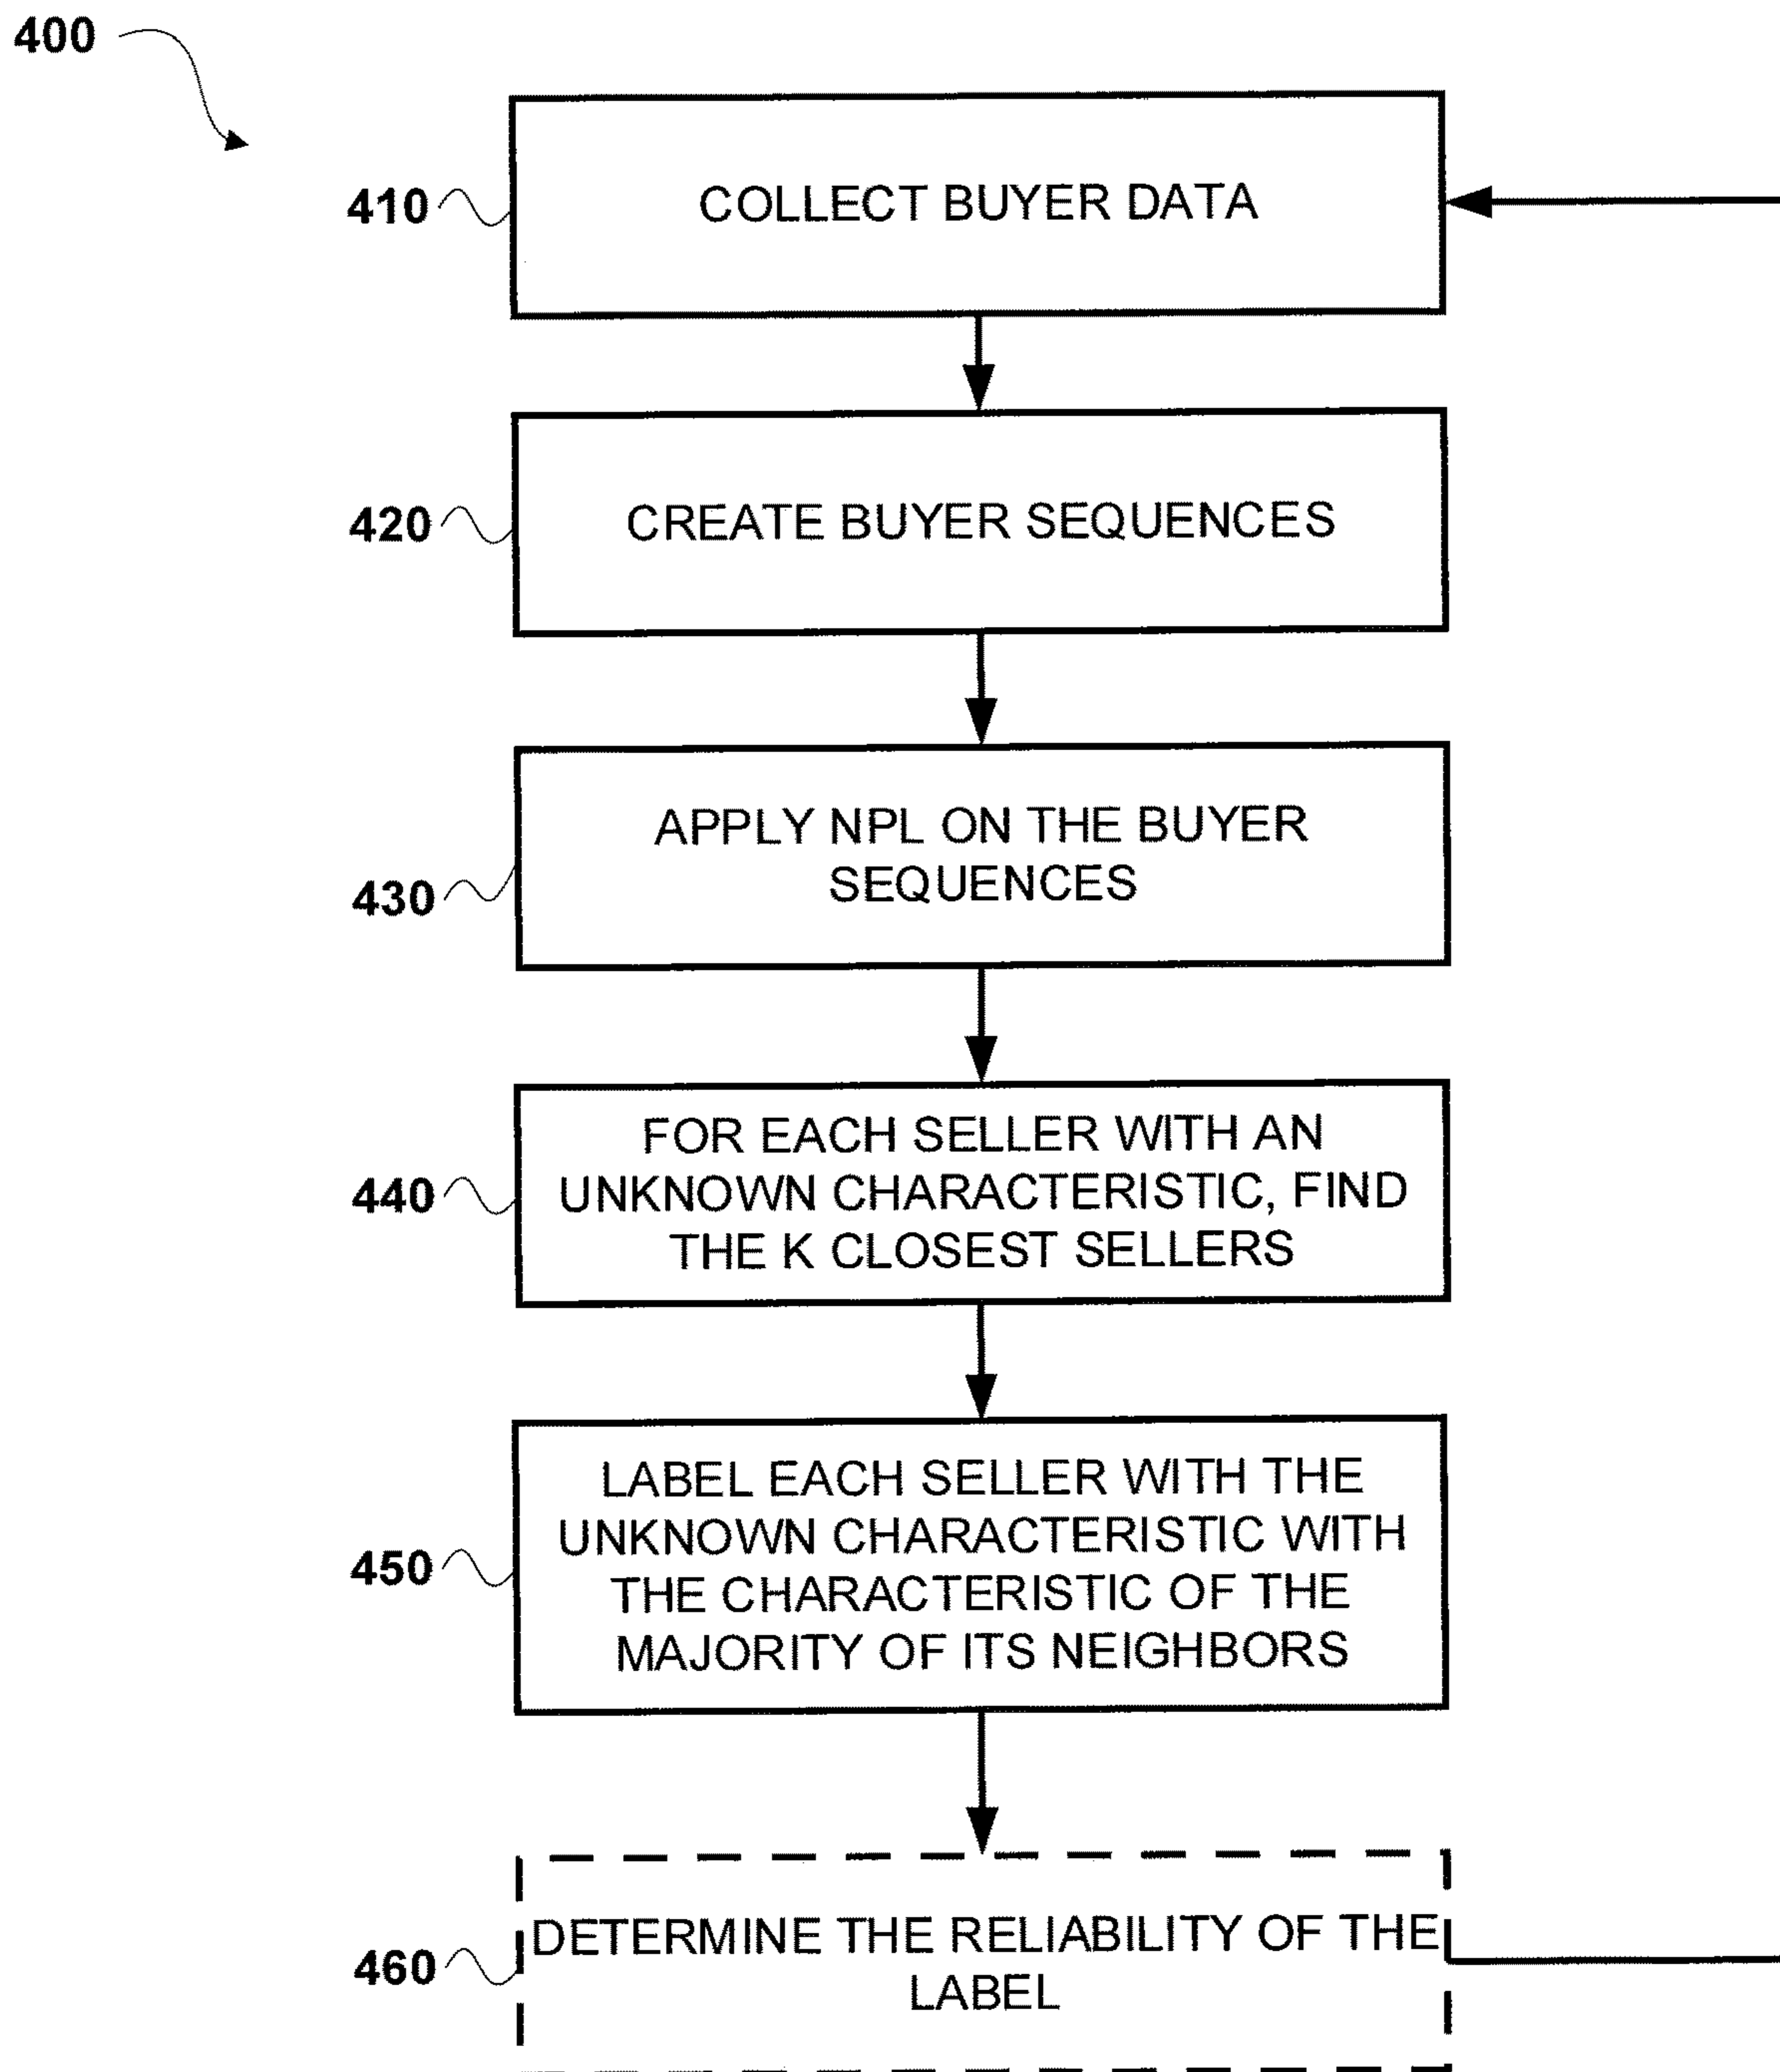 400
410
COLLECT BUYER DATA
420
CREATE BUYER SEQUENCES
430
APPLY NPL ON THE BUYER
SEQUENCES
440
FOR EACH SELLER WITH AN
UNKNOWN CHARACTERISTIC, FIND
THE K CLOSEST SELLERS
450
LABEL EACH SELLER WITH THE
UNKNOWN CHARACTERISTIC WITH
THE CHARACTERISTIC OF THE
MAJORITY OF ITS NEIGHBORS
460
DETERMINE THE RELIABILITY OF THE
LABEL